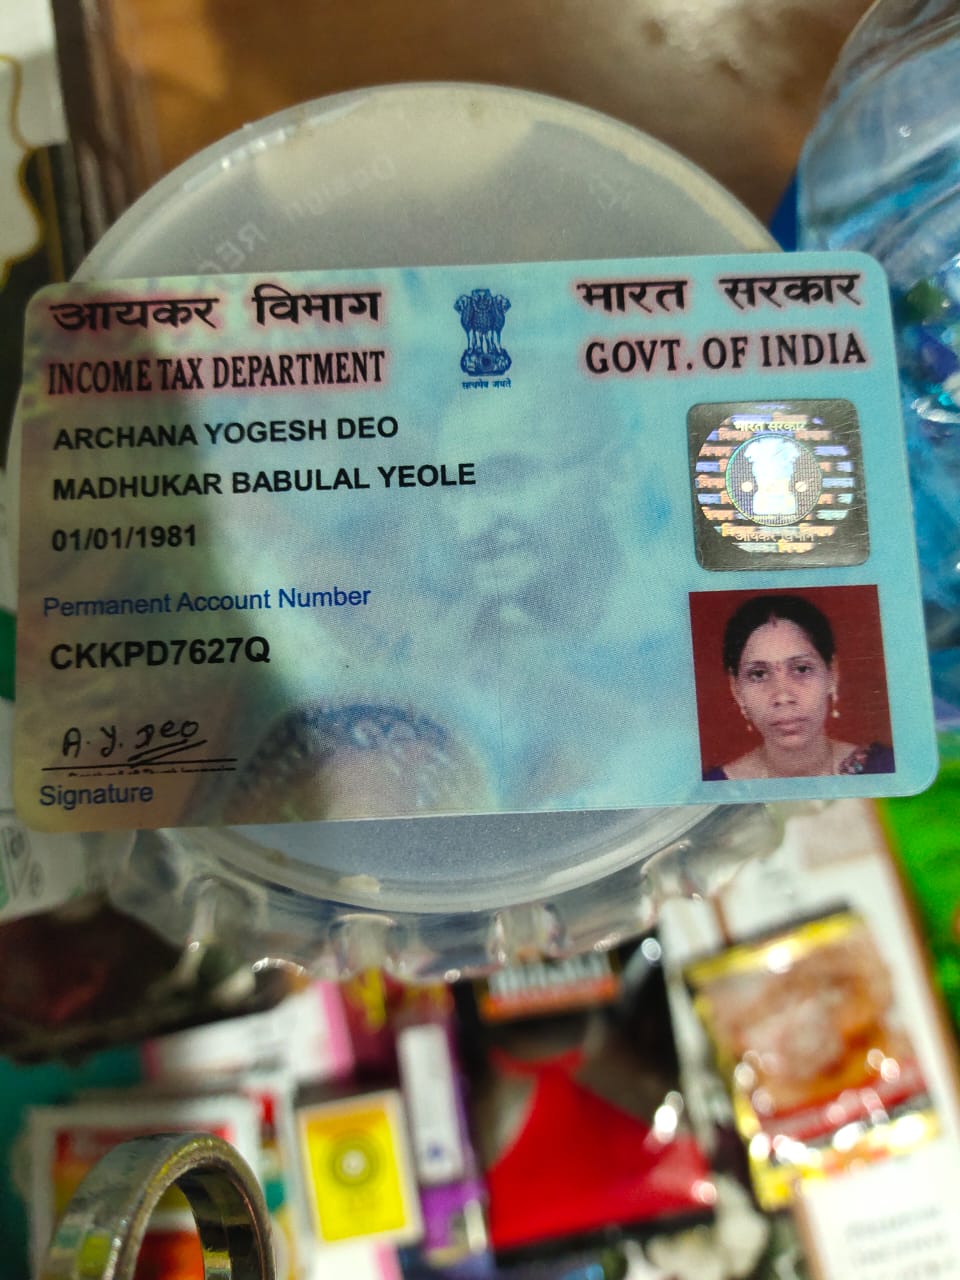 आयकर विभाग
INCOME TAX DEPARTMENT
सत्यमेव जयते
भारत सरकार
GOVT. OF INDIA
ARCHANA YOGESH DEO
MADHUKAR BABULAL YEOLE
01/01/1981
Permanent Account Number
CKKPD7627Q
A. Y. Deo
Signature
भारत सरकार
आयकर विभाग